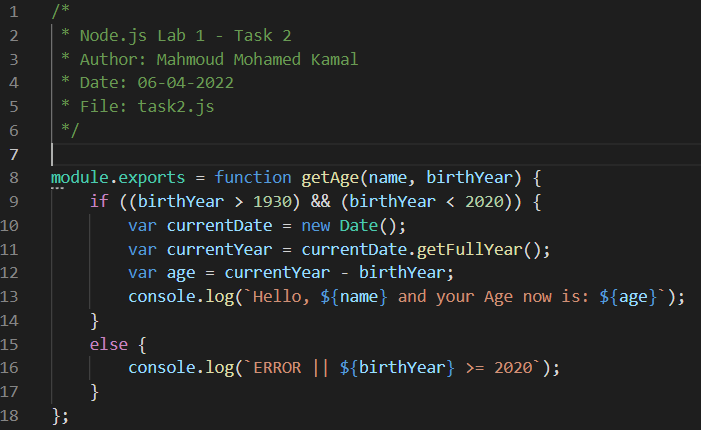 1 /*
2  * Node.js Lab 1 - Task 2
3  * Author: Mahmoud Mohamed Kamal
4  * Date: 06-04-2022
5  * File: task2.js
6  */
7
8 module.exports = function getAge(name, birthYear) {
9     if ((birthYear > 1930) && (birthYear < 2020)) {
10         var currentDate = new Date();
11         var currentYear = currentDate.getFullYear();
12         var age = currentYear - birthYear;
13         console.log(`Hello, ${name} and your Age now is: ${age}`);
14     }
15     else {
16         console.log(`ERROR || ${birthYear} >= 2020`);
17     }
18 };